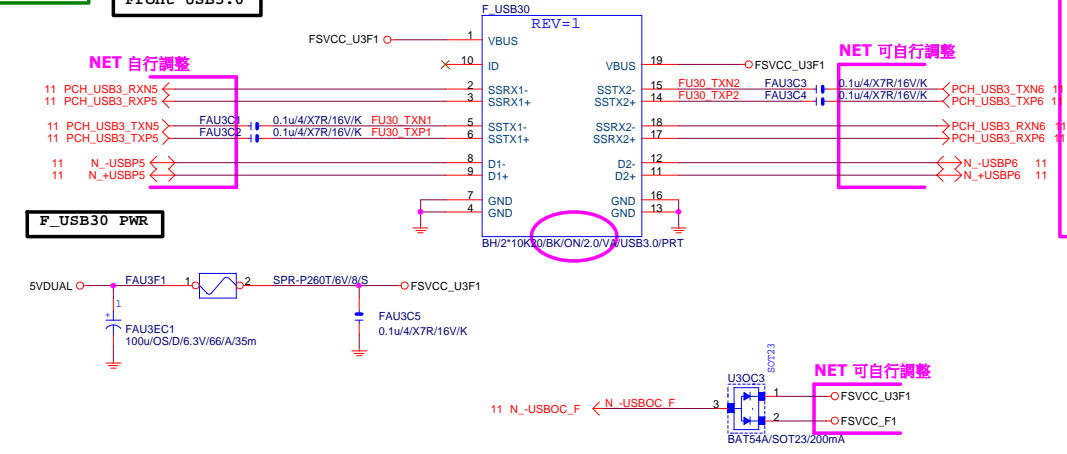 Front USB3.0
F_USB30
REV=1
FSVCC_U3F1
1
VBUS
10
ID
VBUS
19
FSVCC_U3F1
NET 自行調整
NET 可自行調整
11 PCH_USB3_RXN5
2
SSRX1-
SSTX2-
15
FU30_TXN2
FAU3C3
0.1u/4/X7R/16V/K
PCH_USB3_TXN6 11
11 PCH_USB3_RXP5
3
SSRX1+
SSTX2+
14
FU30_TXP2
FAU3C4
0.1u/4/X7R/16V/K
PCH_USB3_TXP6 11
11 PCH_USB3_TXN5
FAU3C1
0.1u/4/X7R/16V/K
FU30_TXN1
5
SSTX1-
SSRX2-
18
PCH_USB3_RXN6 11
11 PCH_USB3_TXP5
FAU3C2
0.1u/4/X7R/16V/K
FU30_TXP1
6
SSTX1+
SSRX2+
17
PCH_USB3_RXP6 11
11 N_-USBP5
8
D1-
D2-
12
N_-USBP6 11
11 N_+USBP5
9
D1+
D2+
11
N_+USBP6 11
7
GND
GND
16
4
GND
GND
13
BH/2*10K20/BK/ON/2.0/VA/USB3.0/PRT
F_USB30 PWR
5VDUAL
FAU3F1
1
2
SPR-P260T/6V/8/S
FSVCC_U3F1
1
+
FAU3EC1
100u/OS/D/6.3V/66/A/35m
FAU3C5
0.1u/4/X7R/16V/K
SOT23
U3OC3
NET 可自行調整
11 N_-USBOC_F
N_-USBOC_F
3
1
FSVCC_U3F1
2
FSVCC_F1
BAT54A/SOT23/200mA